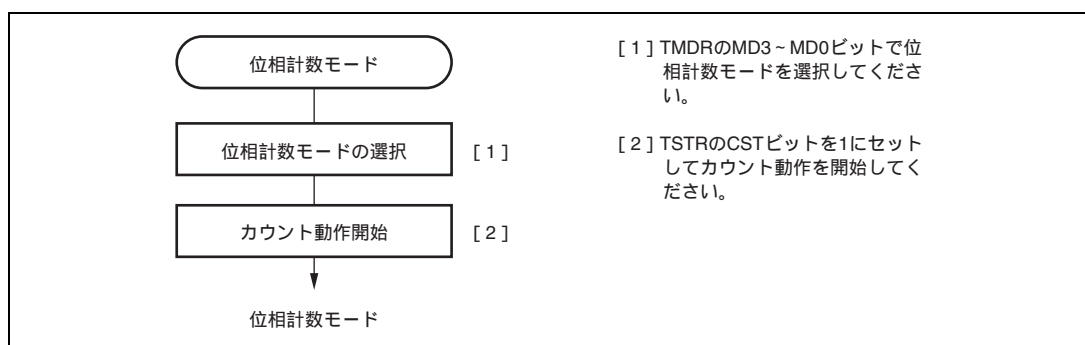 位相計数モード
位相計数モードの選択 [1]
カウント動作開始 [2]
位相計数モード
[1] TMDRのMD3~MD0ビットで位
相計数モードを選択してくださ
い。
[2] TSTRのCSTビットを1にセット
してカウント動作を開始してく
ださい。